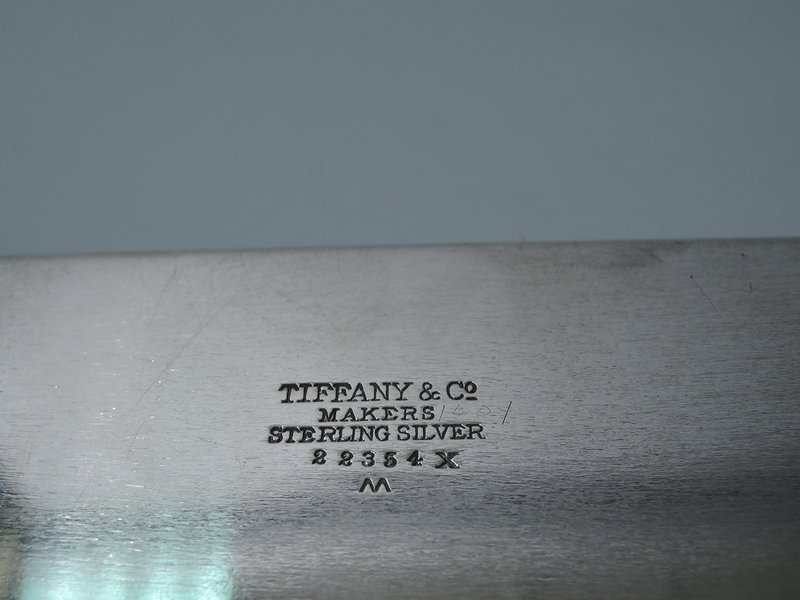 TIFFANY & Cº
MAKERS
STERLING SILVER
22354 X
M